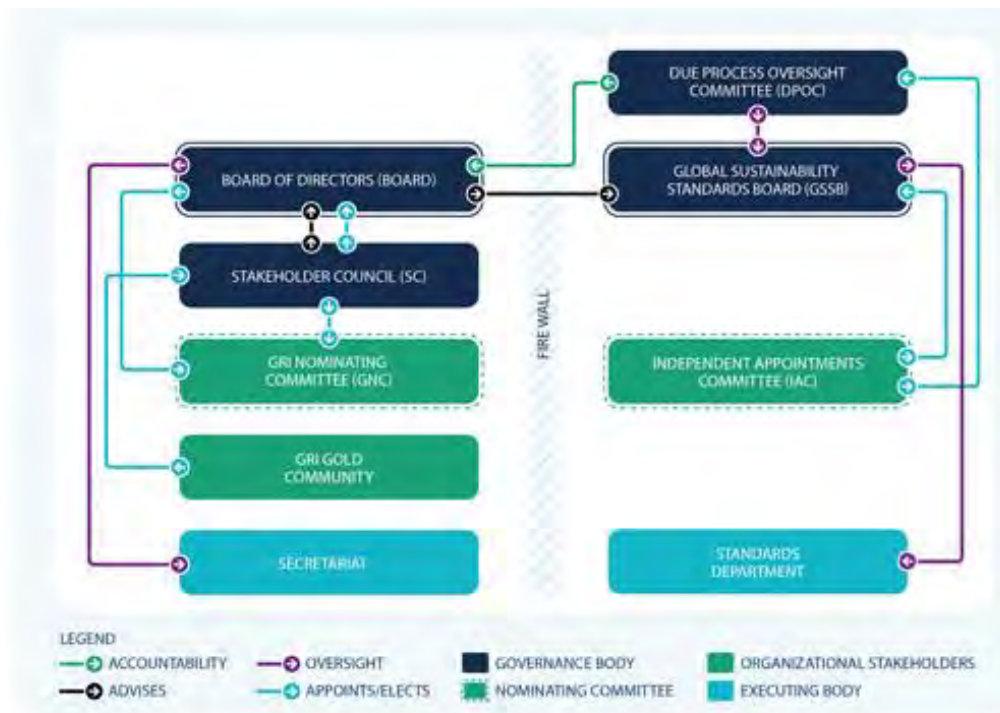 DUE PROCESS OVERSIGHT
COMMITTEE (DPOC)
BOARD OF DIRECTORS (BOARD)
GLOBAL SUSTAINABILITY
STANDARDS BOARD (GSSB)
STAKEHOLDER COUNCIL (SC)
FIRE WALL
GRI NOMINATING
COMMITTEE (GNC)
INDEPENDENT APPOINTMENTS
COMMITTEE (IAC)
GRI GOLD
COMMUNITY
SECRETARIAT
STANDARDS
DEPARTMENT
LEGEND
ACCOUNTABILITY
OVERSIGHT
GOVERNANCE BODY
ORGANIZATIONAL STAKEHOLDERS
ADVISES
APPOINTS/ELECTS
NOMINATING COMMITTEE
EXECUTING BODY